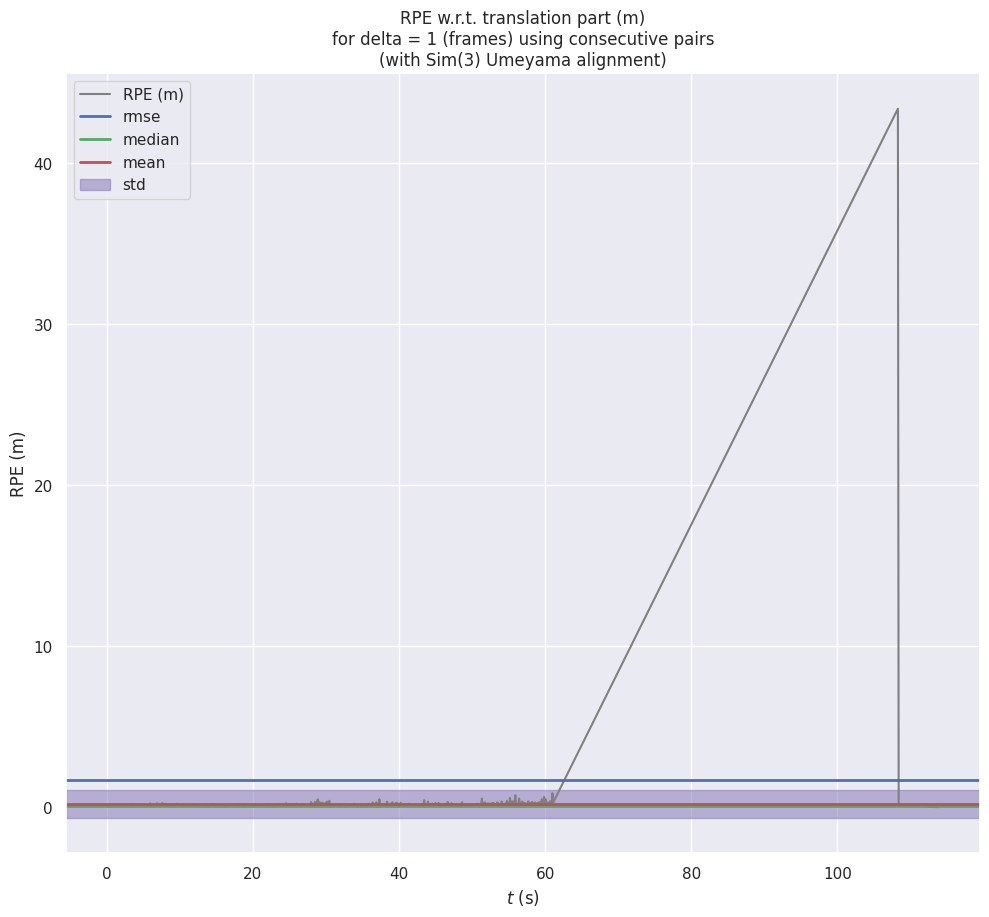 RPE w.r.t. translation part (m)
for delta = 1 (frames) using consecutive pairs
(with Sim(3) Umeyama alignment)
RPE (m)
rmse
median
mean
std
RPE (m)
40
30
20
10
0
0 20 40 60 80 100
t (s)